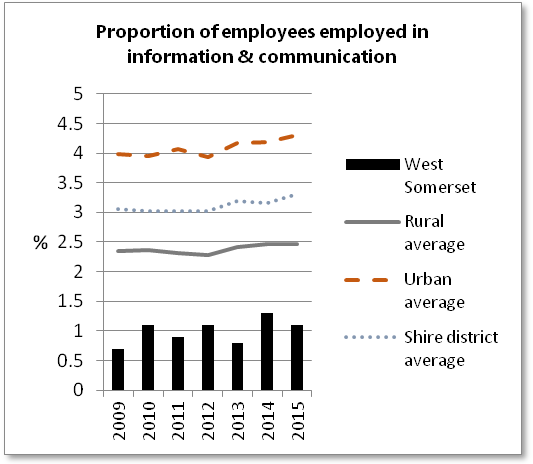 Proportion of employees employed in
information & communication
5
4.5
4
3.5
3
2.5
2
1.5
1
0.5
0
%
2009
2010
2011
2012
2013
2014
2015
West
Somerset
Rural
average
Urban
average
Shire district
average